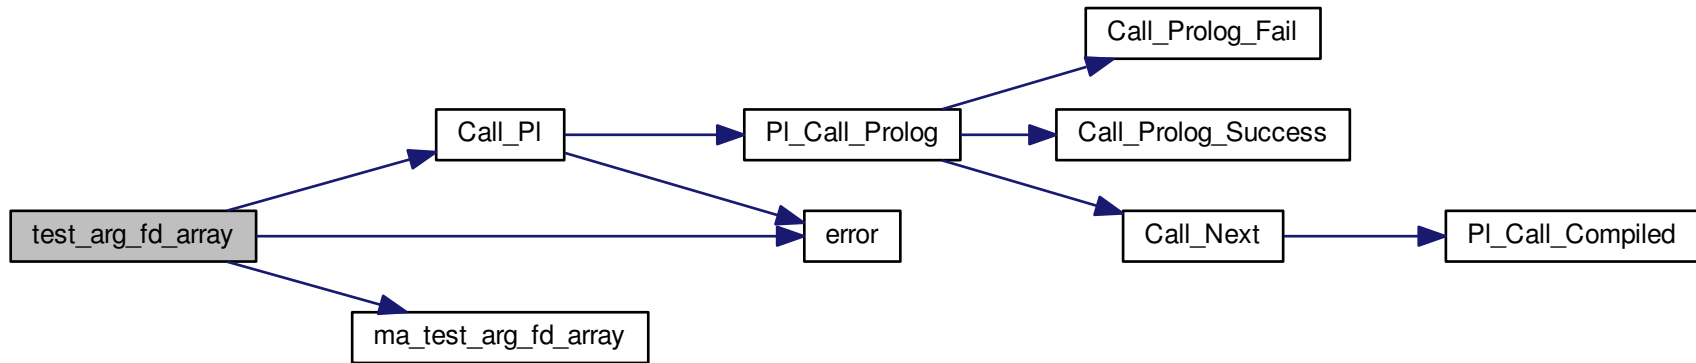 Call_Prolog_Fail
Call_Pl
Pl_Call_Prolog
Call_Prolog_Success
test_arg_fd_array
error
Call_Next
Pl_Call_Compiled
ma_test_arg_fd_array